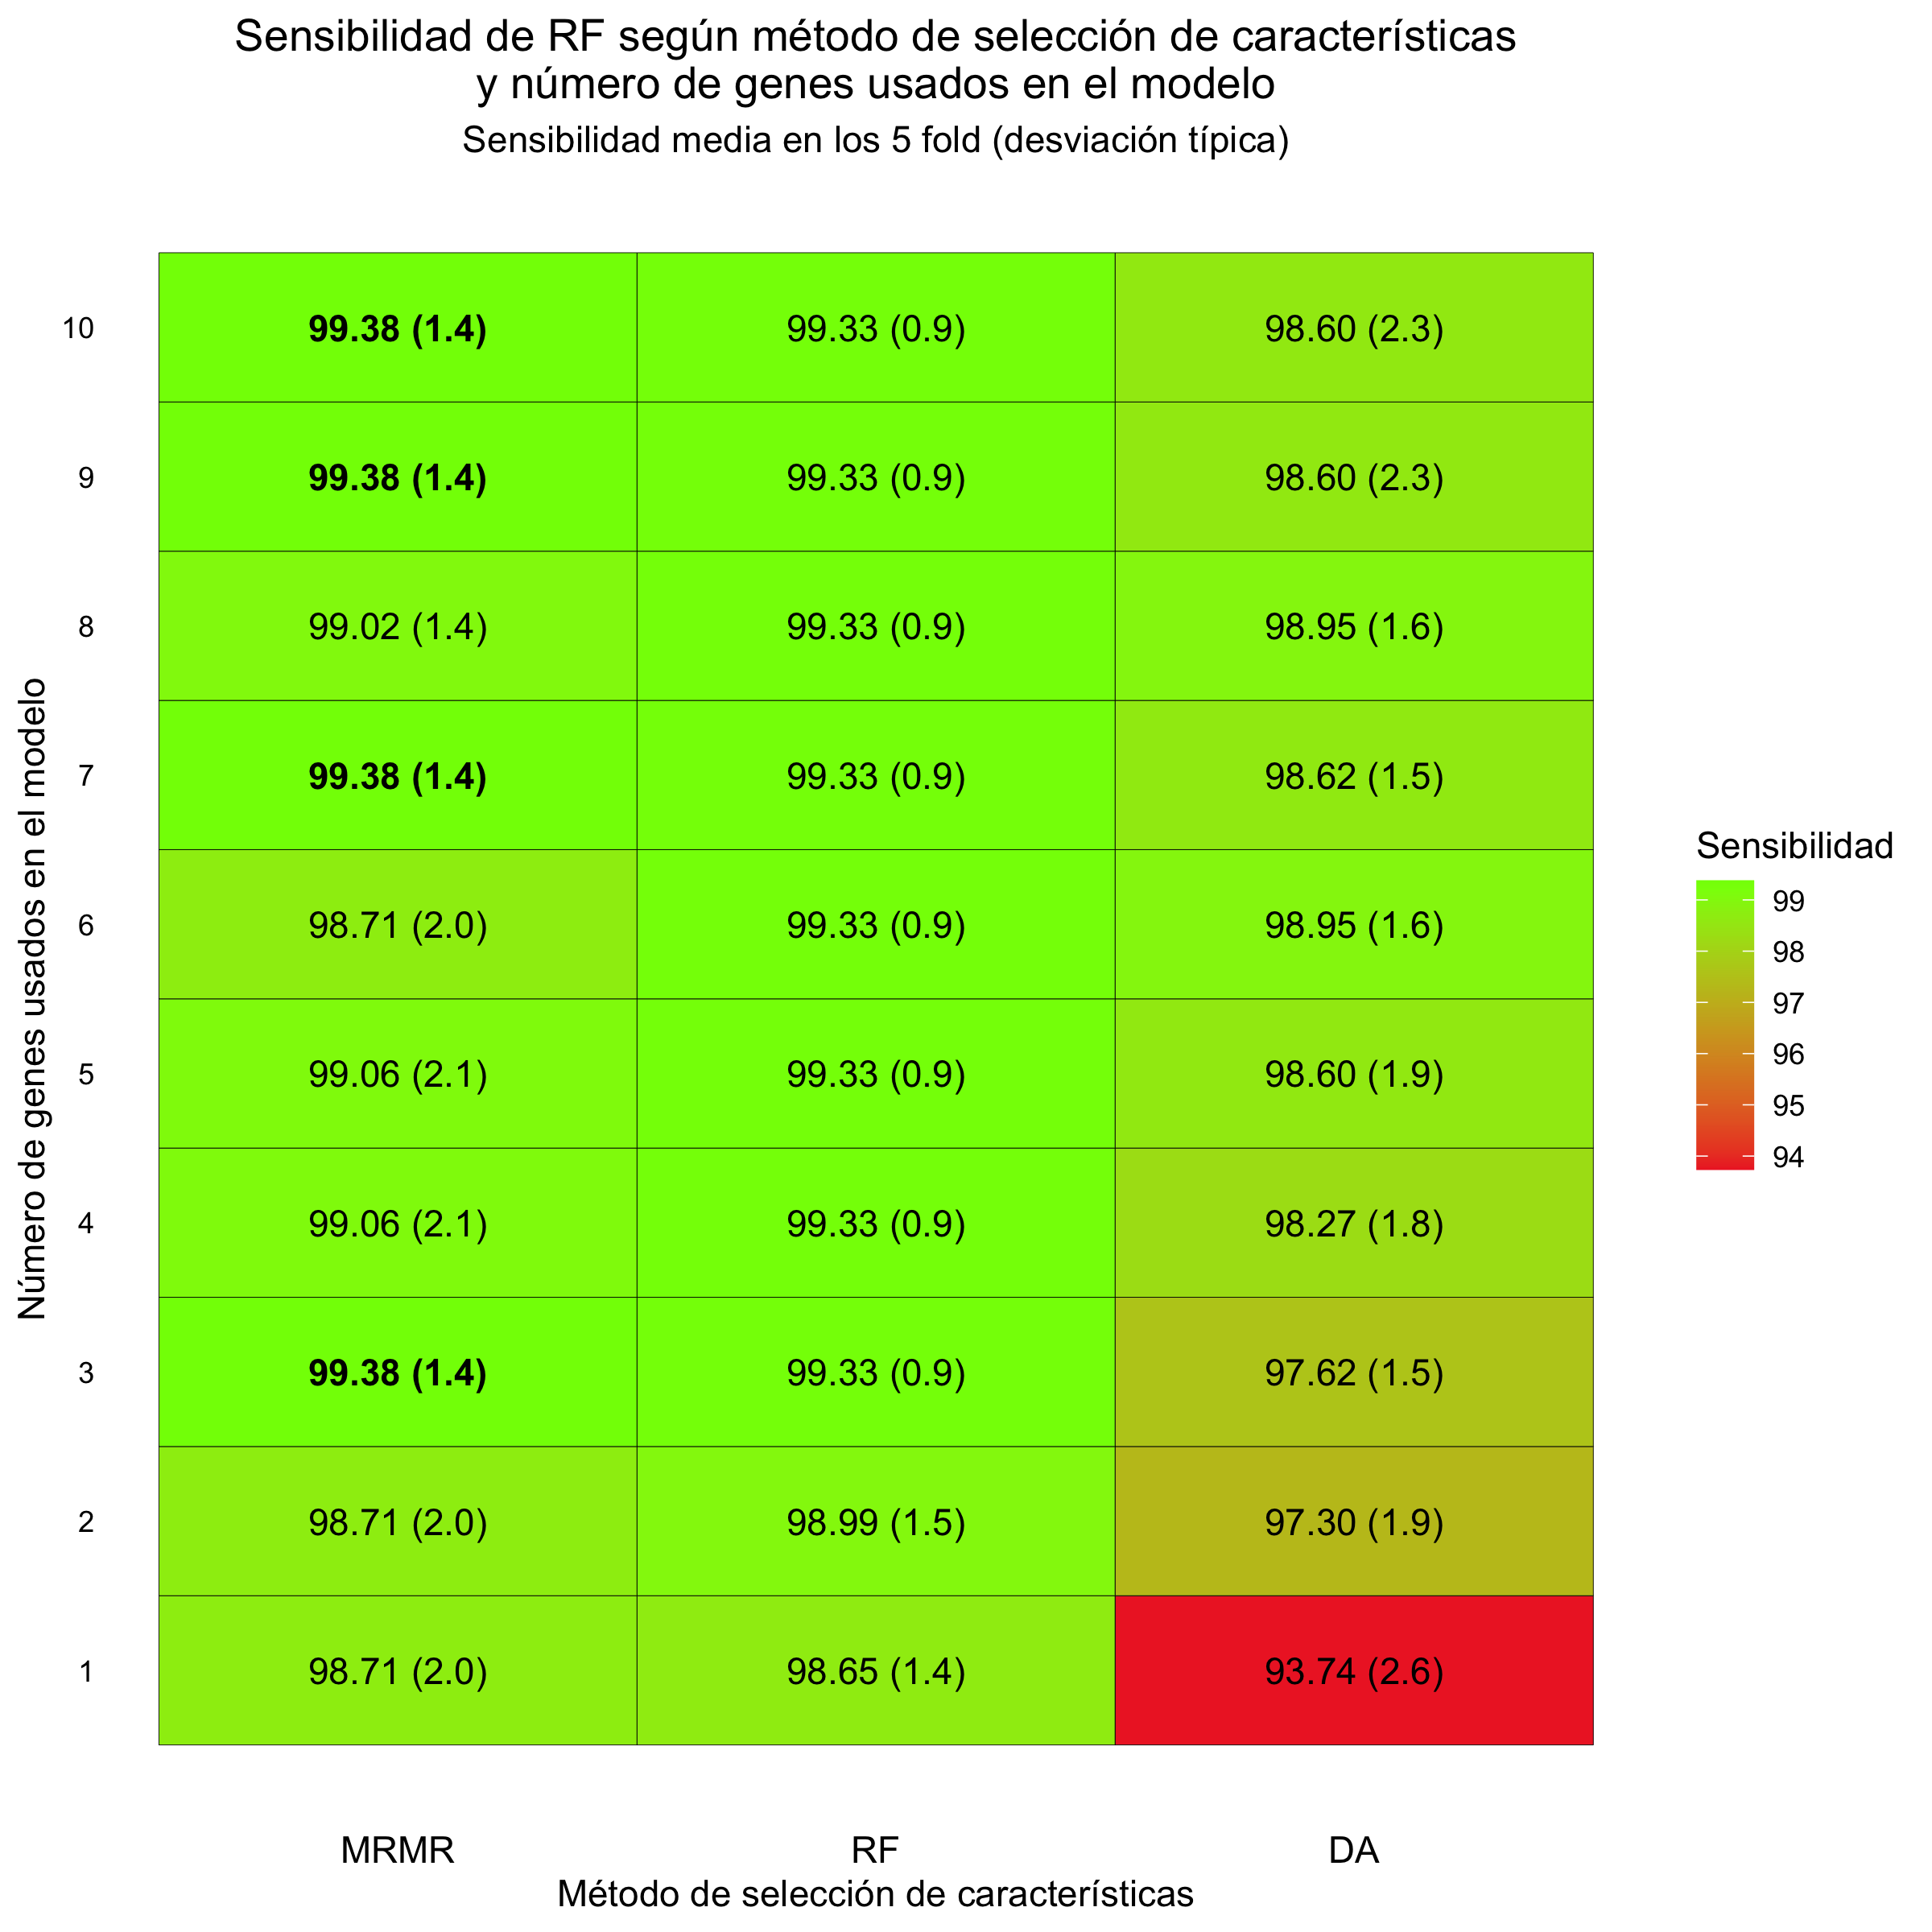 Sensibilidad de RF según método de selección de características
y número de genes usados en el modelo
Sensibilidad media en los 5 fold (desviación típica)
Número de genes usados en el modelo
10 99.38 (1.4) 99.33 (0.9) 98.60 (2.3)
9 99.38 (1.4) 99.33 (0.9) 98.60 (2.3)
8 99.02 (1.4) 99.33 (0.9) 98.95 (1.6)
7 99.38 (1.4) 99.33 (0.9) 98.62 (1.5)
6 98.71 (2.0) 99.33 (0.9) 98.95 (1.6)
5 99.06 (2.1) 99.33 (0.9) 98.60 (1.9)
4 99.06 (2.1) 99.33 (0.9) 98.27 (1.8)
3 99.38 (1.4) 99.33 (0.9) 97.62 (1.5)
2 98.71 (2.0) 98.99 (1.5) 97.30 (1.9)
1 98.71 (2.0) 98.65 (1.4) 93.74 (2.6)
MRMR RF DA
Método de selección de características
Sensibilidad
99
98
97
96
95
94